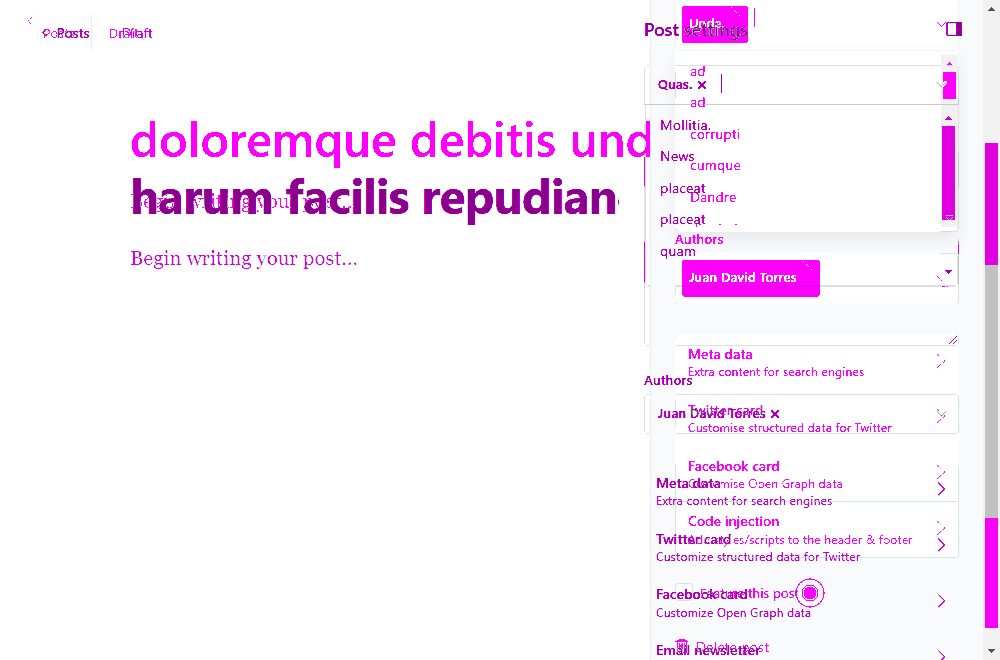 Posts
Draft
Post settings
Unda.
Quas. ×
ad
ad
Mollitia.
corrupti
News
cumque
placeat
Dandre
placeat
quam
doloremque debitis und
harum facilis repudian
Begin writing your post...
Begin writing your post...
Authors
Juan David Torres
Meta data
Extra content for search engines
Authors
Twitter card
Juan David Torres ×
Customise structured data for Twitter
Facebook card
Customise Open Graph data
Meta data
Extra content for search engines
Code injection
Add styles/scripts to the header & footer
Twitter card
Customize structured data for Twitter
Feature this post
Facebook card
Customize Open Graph data
Delete post
Email newsletter